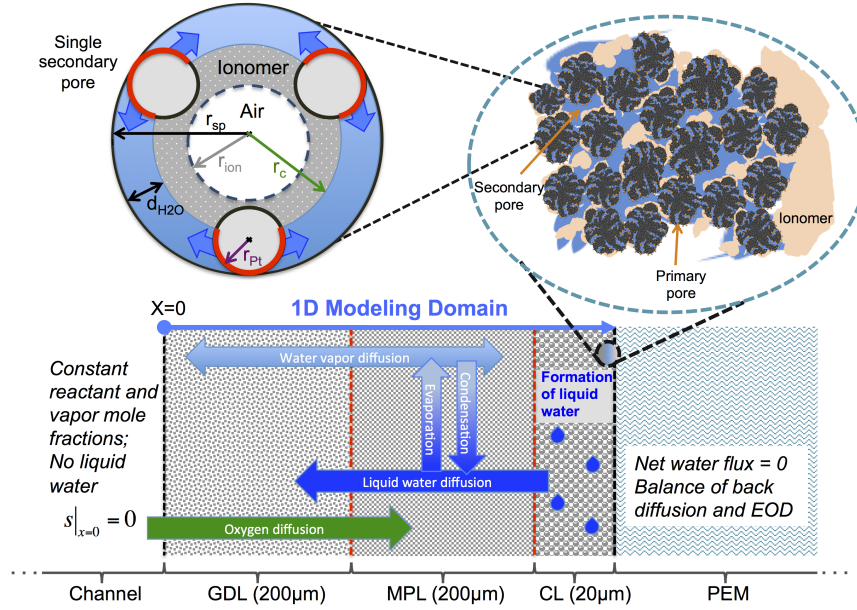 Single
secondary
pore
Ionomer
Air
r_sp
r_ion
r_c
d_H2O
r_Pt
Secondary
pore
Ionomer
Primary
pore
X=0
1D Modeling Domain
Constant
reactant and
vapor mole
fractions;
No liquid
water
s|x=0 = 0
Water vapor diffusion
Evaporation
Condensation
Formation
of liquid
water
Liquid water diffusion
Oxygen diffusion
Net water flux = 0
Balance of back
diffusion and EOD
Channel
GDL (200µm)
MPL (200µm)
CL (20µm)
PEM